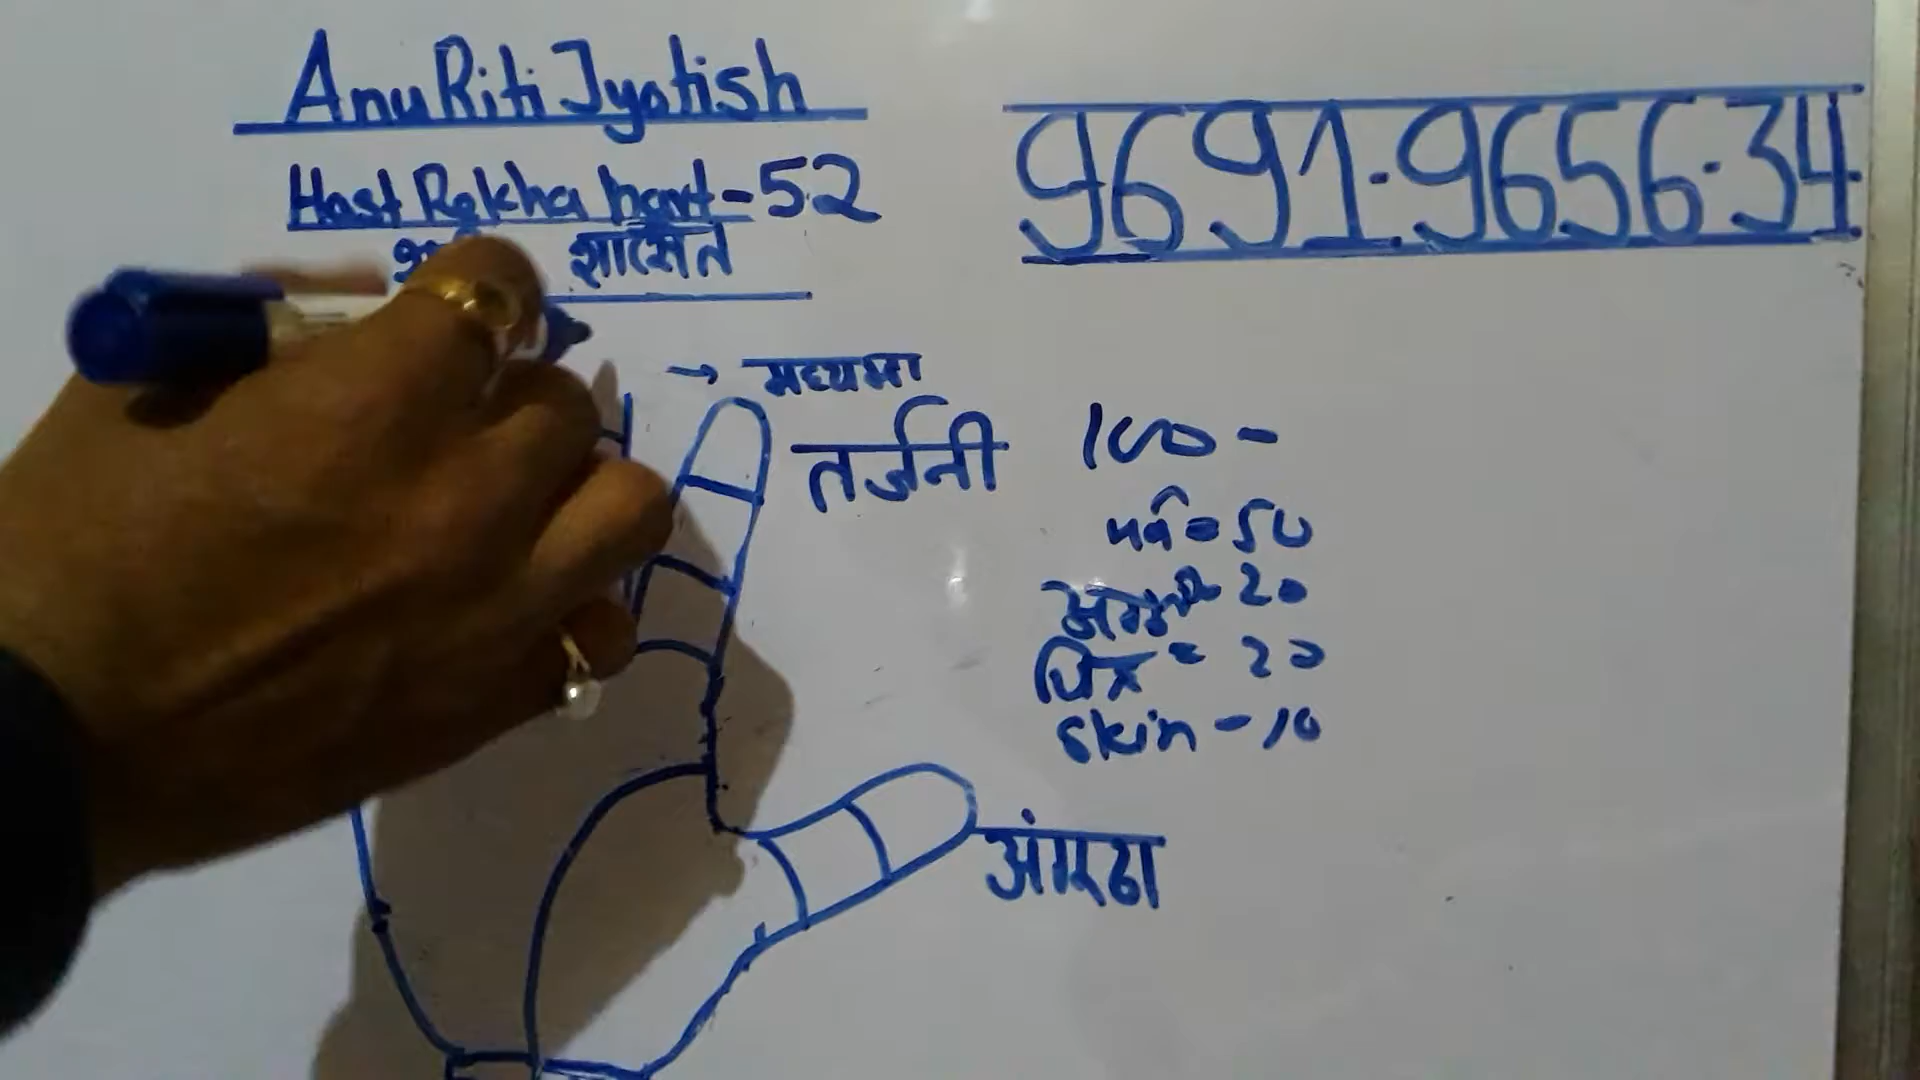 AnuRiti Jyotish
Hast Rekha part-52
शासित
9691.9656.34
→ मध्यमा
तर्जनी
100 -
पर्व = 50
= 20
चिन्ह = 20
skin - 10
अंगूठा